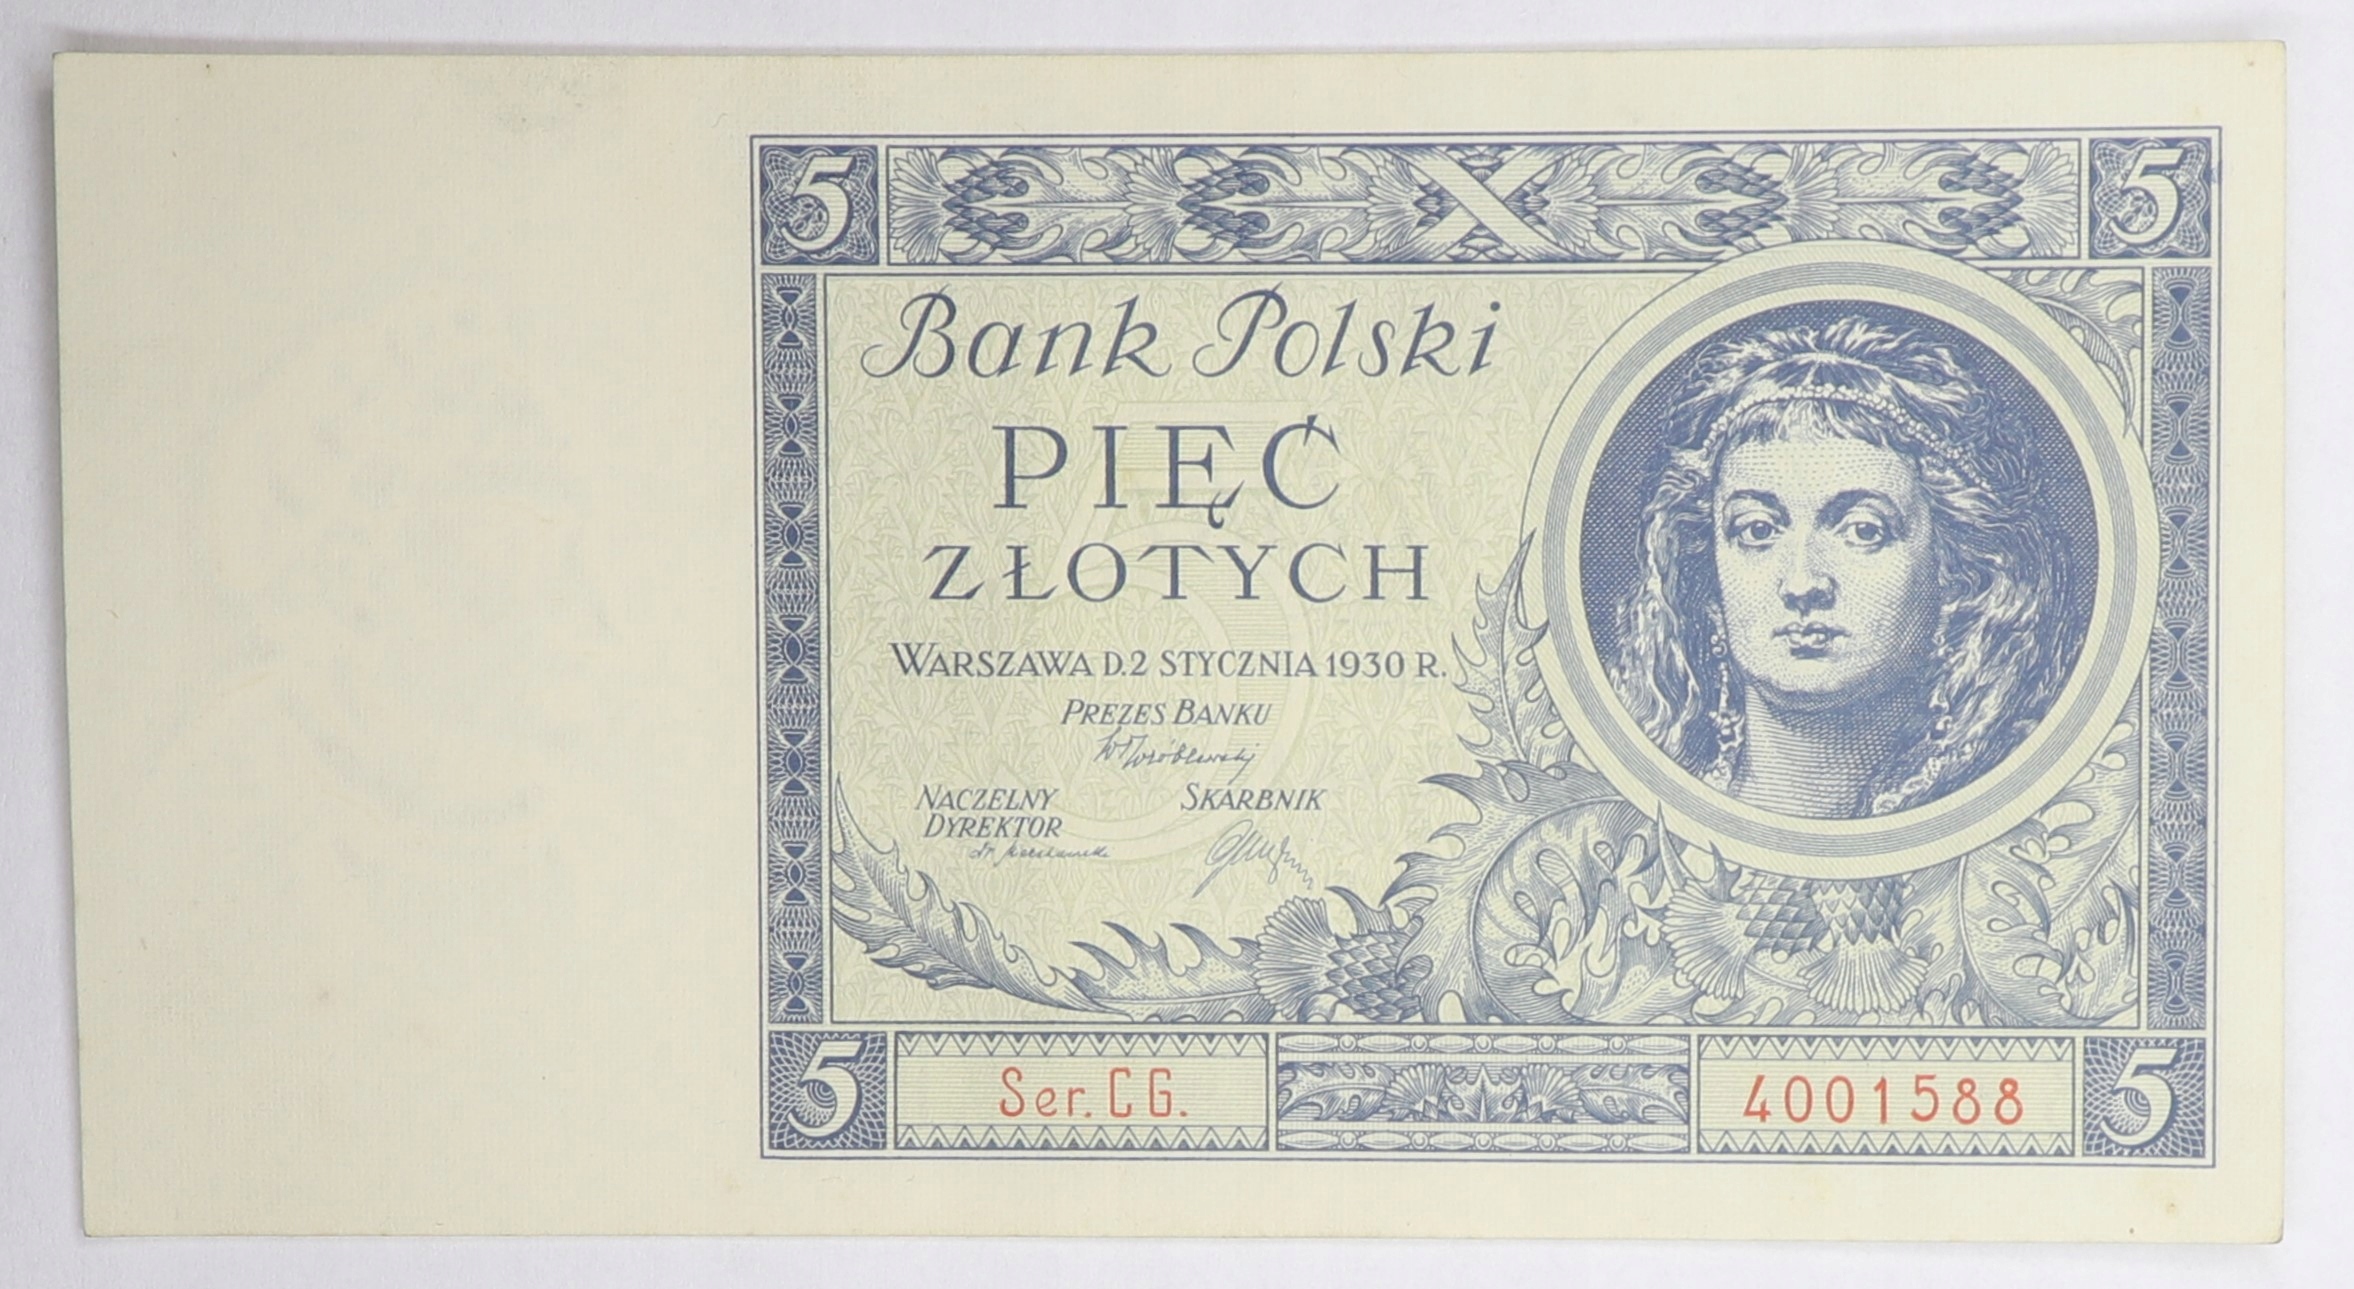 5 5
Bank Polski
PIĘĆ
ZŁOTYCH
WARSZAWA D.2 STYCZNIA 1930 R.
PREZES BANKU
NACZELNY
DYREKTOR
SKARBNIK
5 Ser. C G. 4001588 5